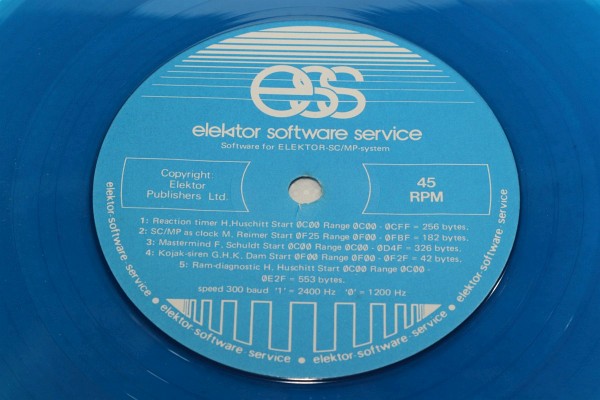 ess
elektor software service
Software for ELEKTOR-SC/MP-system
Copyright:
Elektor
Publishers Ltd.
45
RPM
1: Reaction timer H,Huschitt Start 0C00 Range 0C00 - 0CFF = 256 bytes.
2: SC/MP as clock M. Reimer Start 0F25 Range 0F00 - 0FBF = 182 bytes.
3: Mastermind F. Schuldt Start 0C00 Range 0C00 - 0D4F = 326 bytes.
4: Kojak-siren G.H.K. Dam Start 0F00 Range 0F00 - 0F2F = 42 bytes.
5: Ram-diagnostic H, Huschitt Start 0C00 Range 0C00 -
0E2F = 553 bytes.
speed 300 baud '1' = 2400 Hz '0' = 1200 Hz
elektor-software-service • elektor-software-service • elektor-software-service •